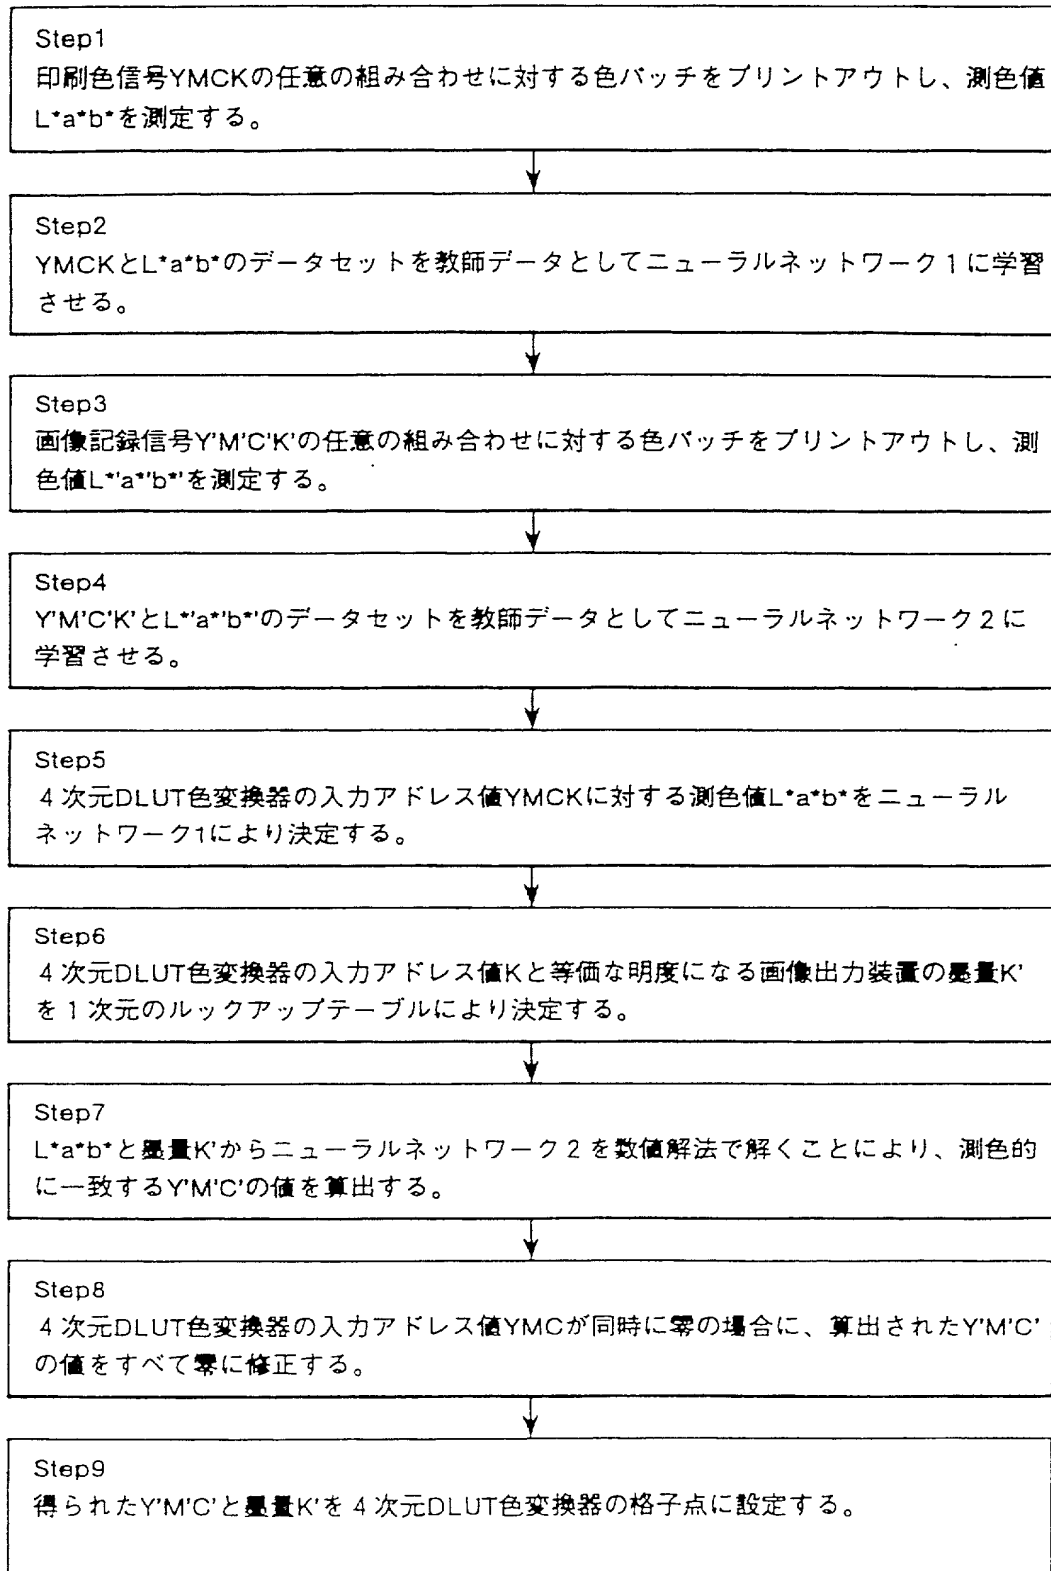 Step1
印刷色信号YMCKの任意の組み合わせに対する色パッチをプリントアウトし、測色値
L*a*b*を測定する。
Step2
YMCKとL*a*b*のデータセットを教師データとしてニューラルネットワーク1に学習
させる。
Step3
画像記録信号Y'M'C'K'の任意の組み合わせに対する色パッチをプリントアウトし、測
色値L*'a*'b*'を測定する。
Step4
Y'M'C'K'とL*'a*'b*'のデータセットを教師データとしてニューラルネットワーク2に
学習させる。
Step5
4次元DLUT色変換器の入力アドレス値YMCKに対する測色値L*a*b*をニューラル
ネットワーク1により決定する。
Step6
4次元DLUT色変換器の入力アドレス値Kと等価な明度になる画像出力装置の墨量K'
を1次元のルックアップテーブルにより決定する。
Step7
L*a*b*と墨量K'からニューラルネットワーク2を数値解法で解くことにより、測色的
に一致するY'M'C'の値を算出する。
Step8
4次元DLUT色変換器の入力アドレス値YMCが同時に零の場合に、算出されたY'M'C'
の値をすべて零に修正する。
Step9
得られたY'M'C'と墨量K'を4次元DLUT色変換器の格子点に設定する。